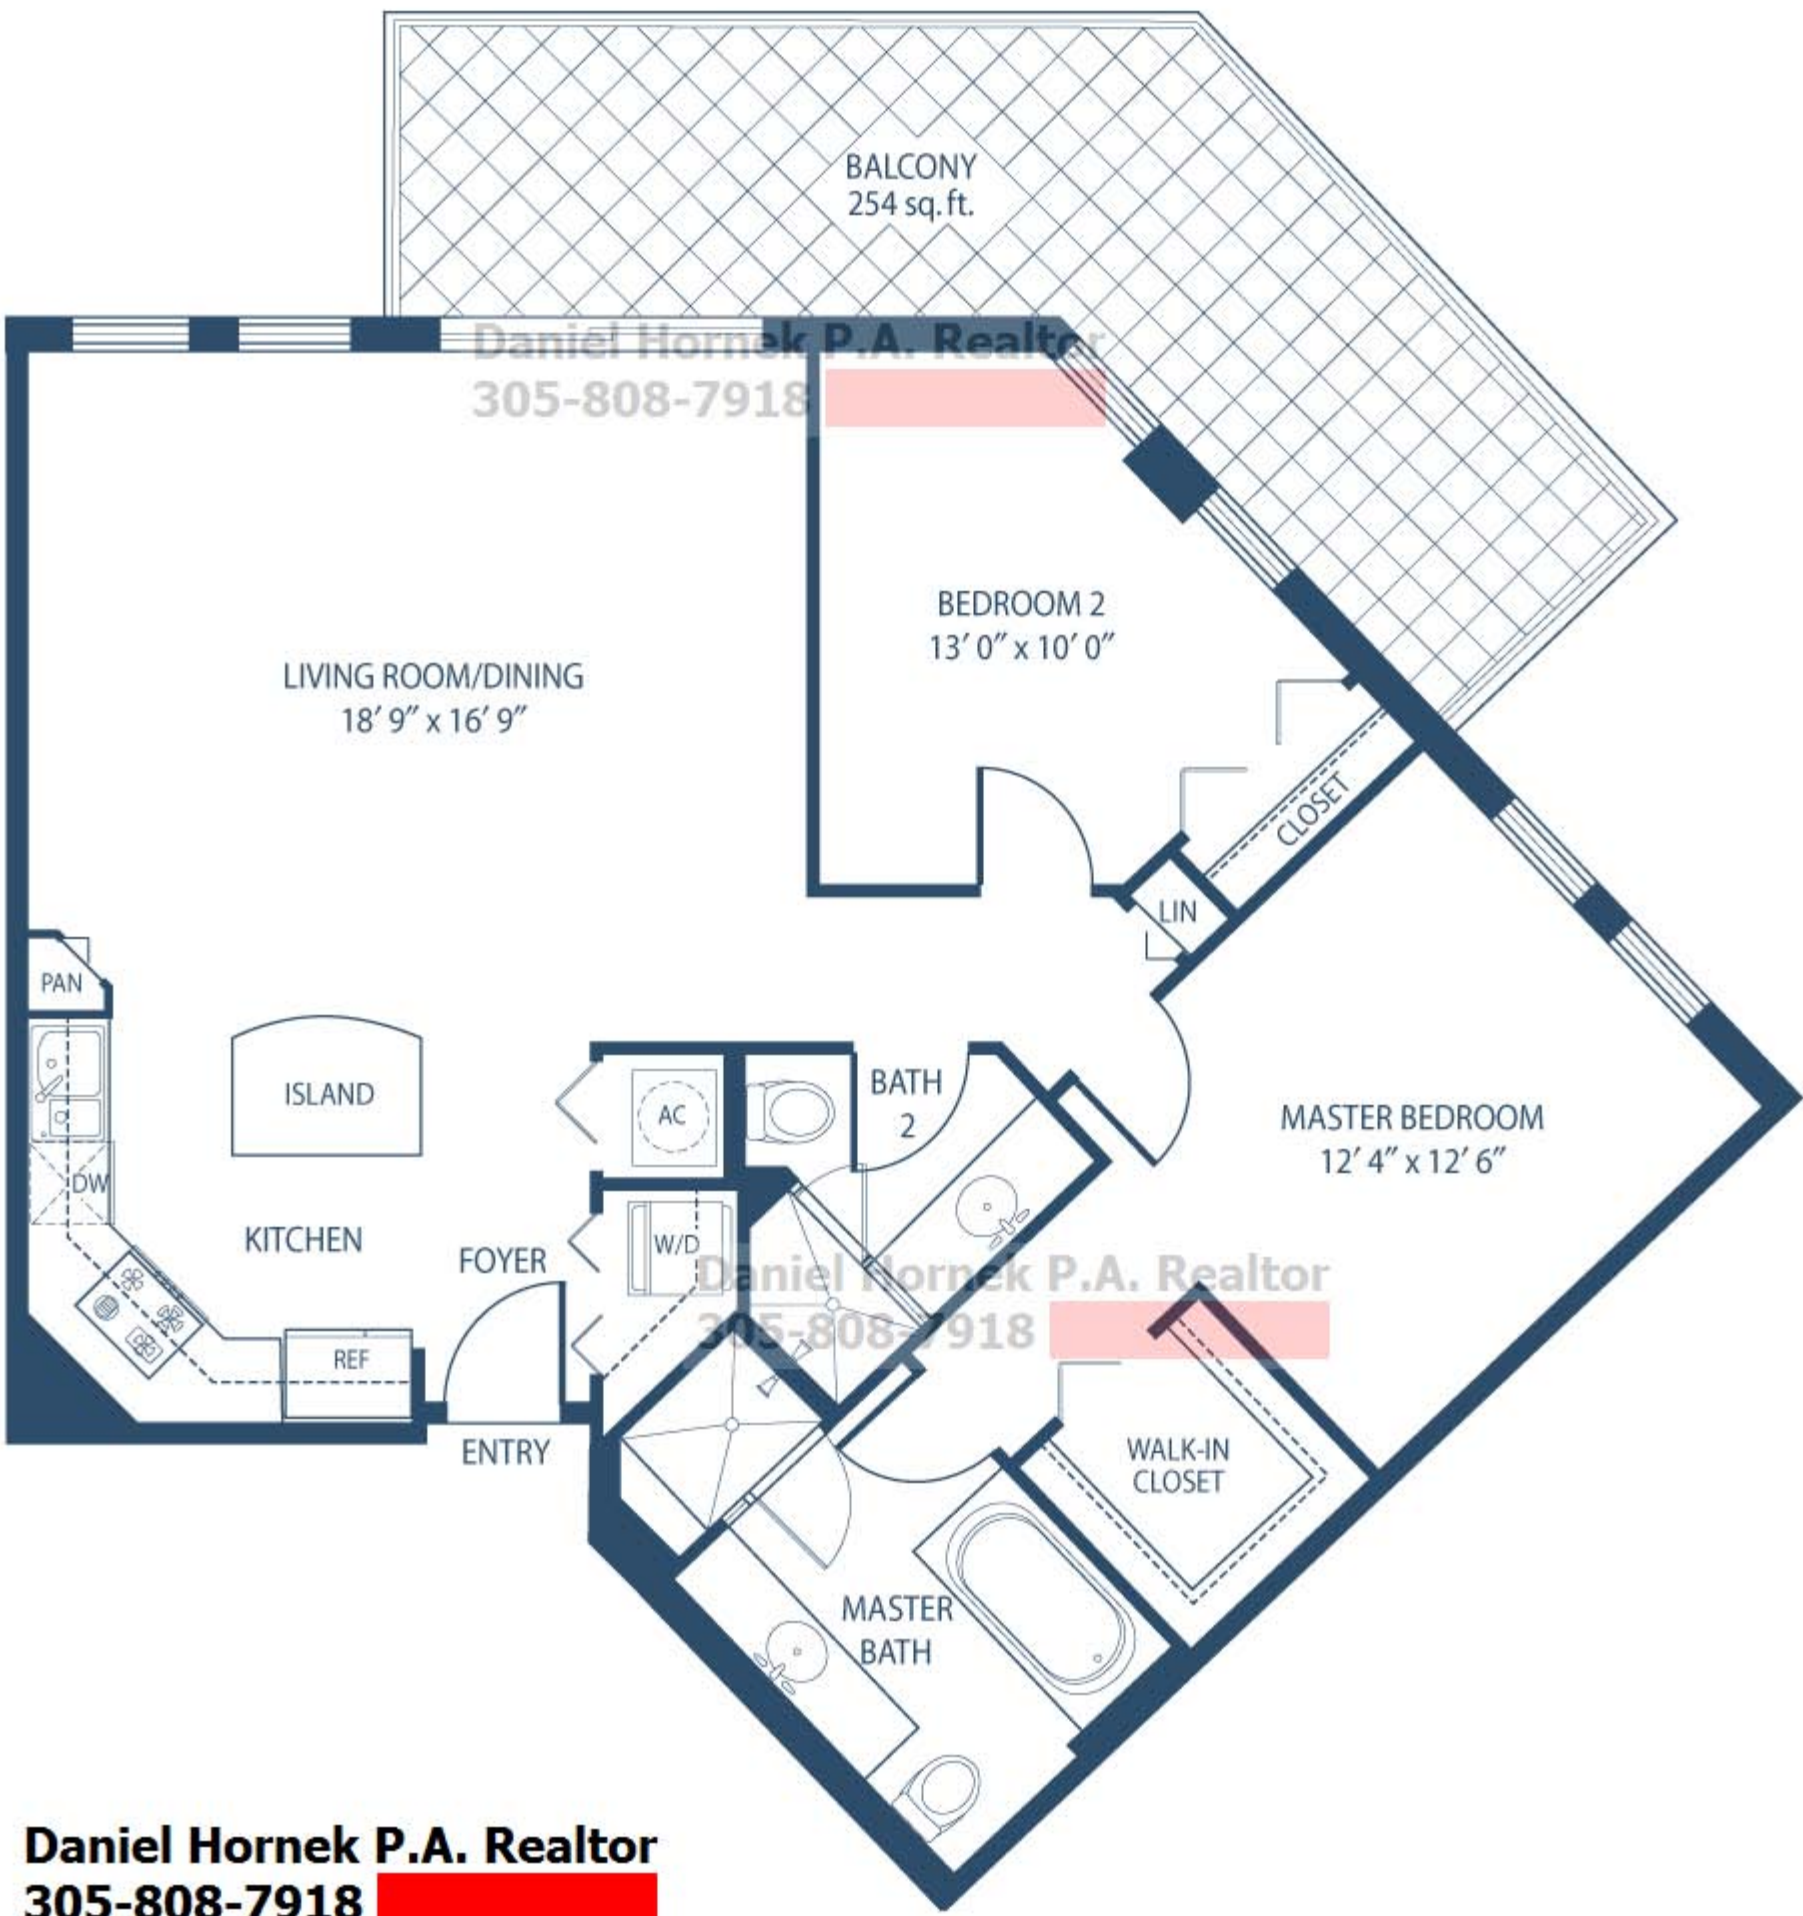 BALCONY
254 sq. ft.
Daniel Hornek P.A. Realtor
305-808-7918
BEDROOM 2
13′ 0″ x 10′ 0″
LIVING ROOM/DINING
18′ 9″ x 16′ 9″
CLOSET
LIN
PAN
ISLAND
AC
BATH
2
MASTER BEDROOM
12′ 4″ x 12′ 6″
DW
KITCHEN
FOYER
W/D
Daniel Hornek P.A. Realtor
305-808-7918
REF
ENTRY
WALK-IN
CLOSET
MASTER
BATH
Daniel Hornek P.A. Realtor
305-808-7918